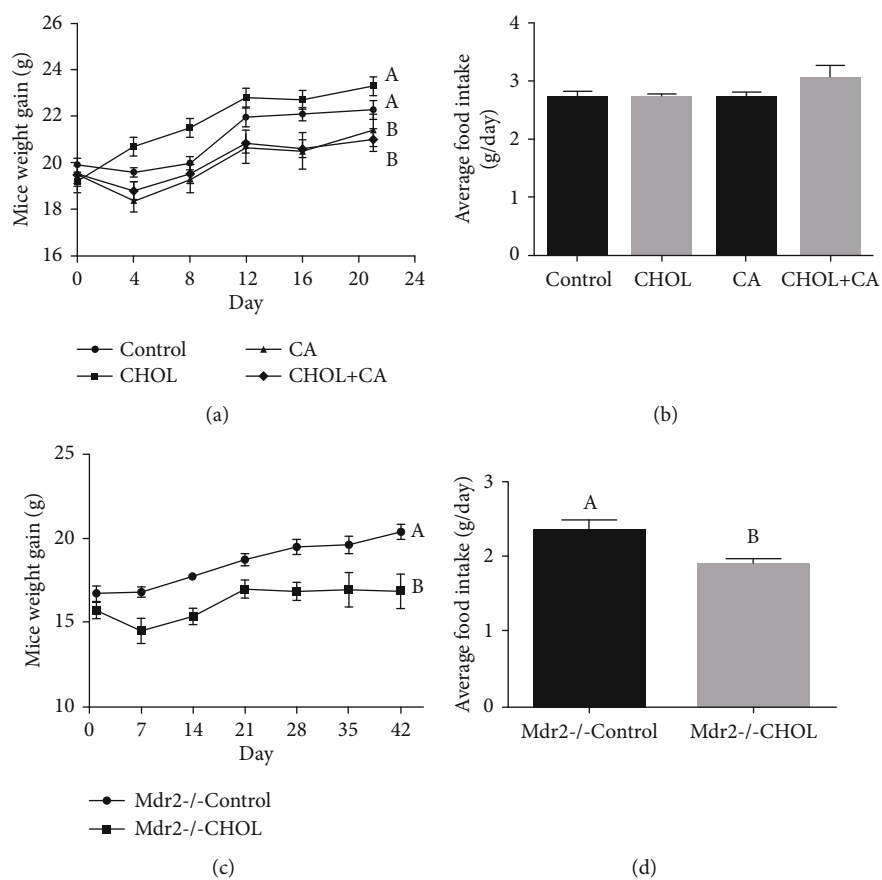 26
24
22
20
18
16
Mice weight gain (g)
A
A
B
B
0 4 8 12 16 20 24
Day
Control CA
CHOL CHOL+CA
(a)
4
3
2
1
0
Average food intake
(g/day)
Control CHOL CA CHOL+CA
(b)
25
20
15
10
Mice weight gain (g)
A
B
0 7 14 21 28 35 42
Day
Mdr2-/-Control
Mdr2-/-CHOL
(c)
3
2
1
0
Average food intake (g/day)
A
B
Mdr2-/-Control Mdr2-/-CHOL
(d)